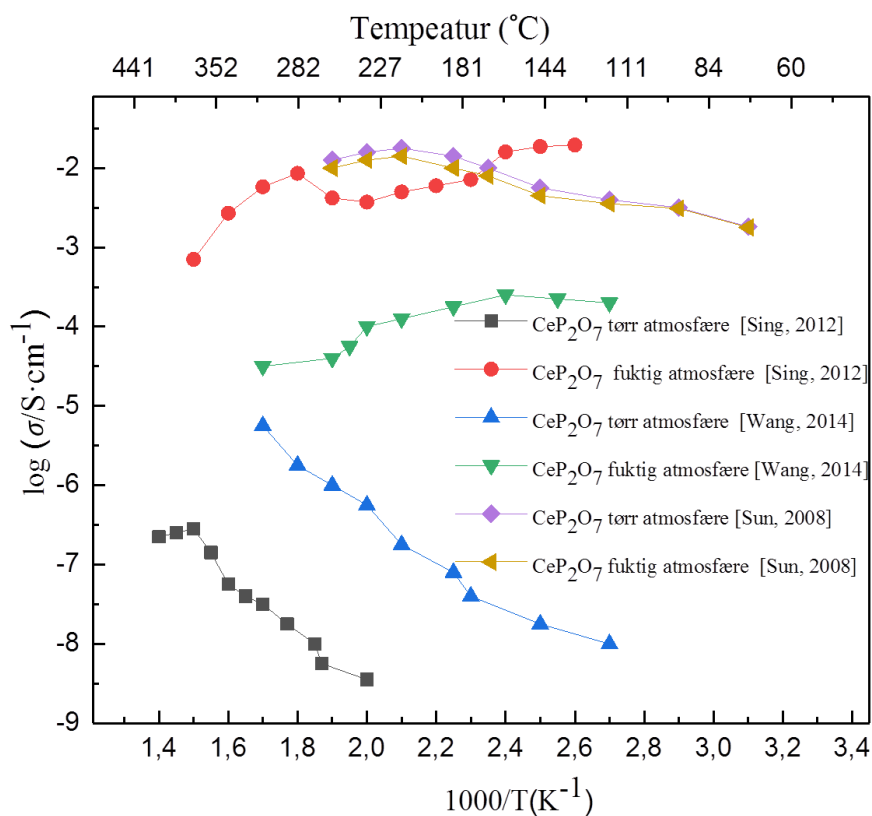 Tempeatur (°C)
441 352 282 227 181 144 111 84 60
log (σ/S·cm⁻¹)
-2
-3
-4
-5
-6
-7
-8
-9
CeP₂O₇ tørr atmosfære [Sing, 2012]
CeP₂O₇ fuktig atmosfære [Sing, 2012]
CeP₂O₇ tørr atmosfære [Wang, 2014]
CeP₂O₇ fuktig atmosfære [Wang, 2014]
CeP₂O₇ tørr atmosfære [Sun, 2008]
CeP₂O₇ fuktig atmosfære [Sun, 2008]
1,4 1,6 1,8 2,0 2,2 2,4 2,6 2,8 3,0 3,2 3,4
1000/T(K⁻¹)